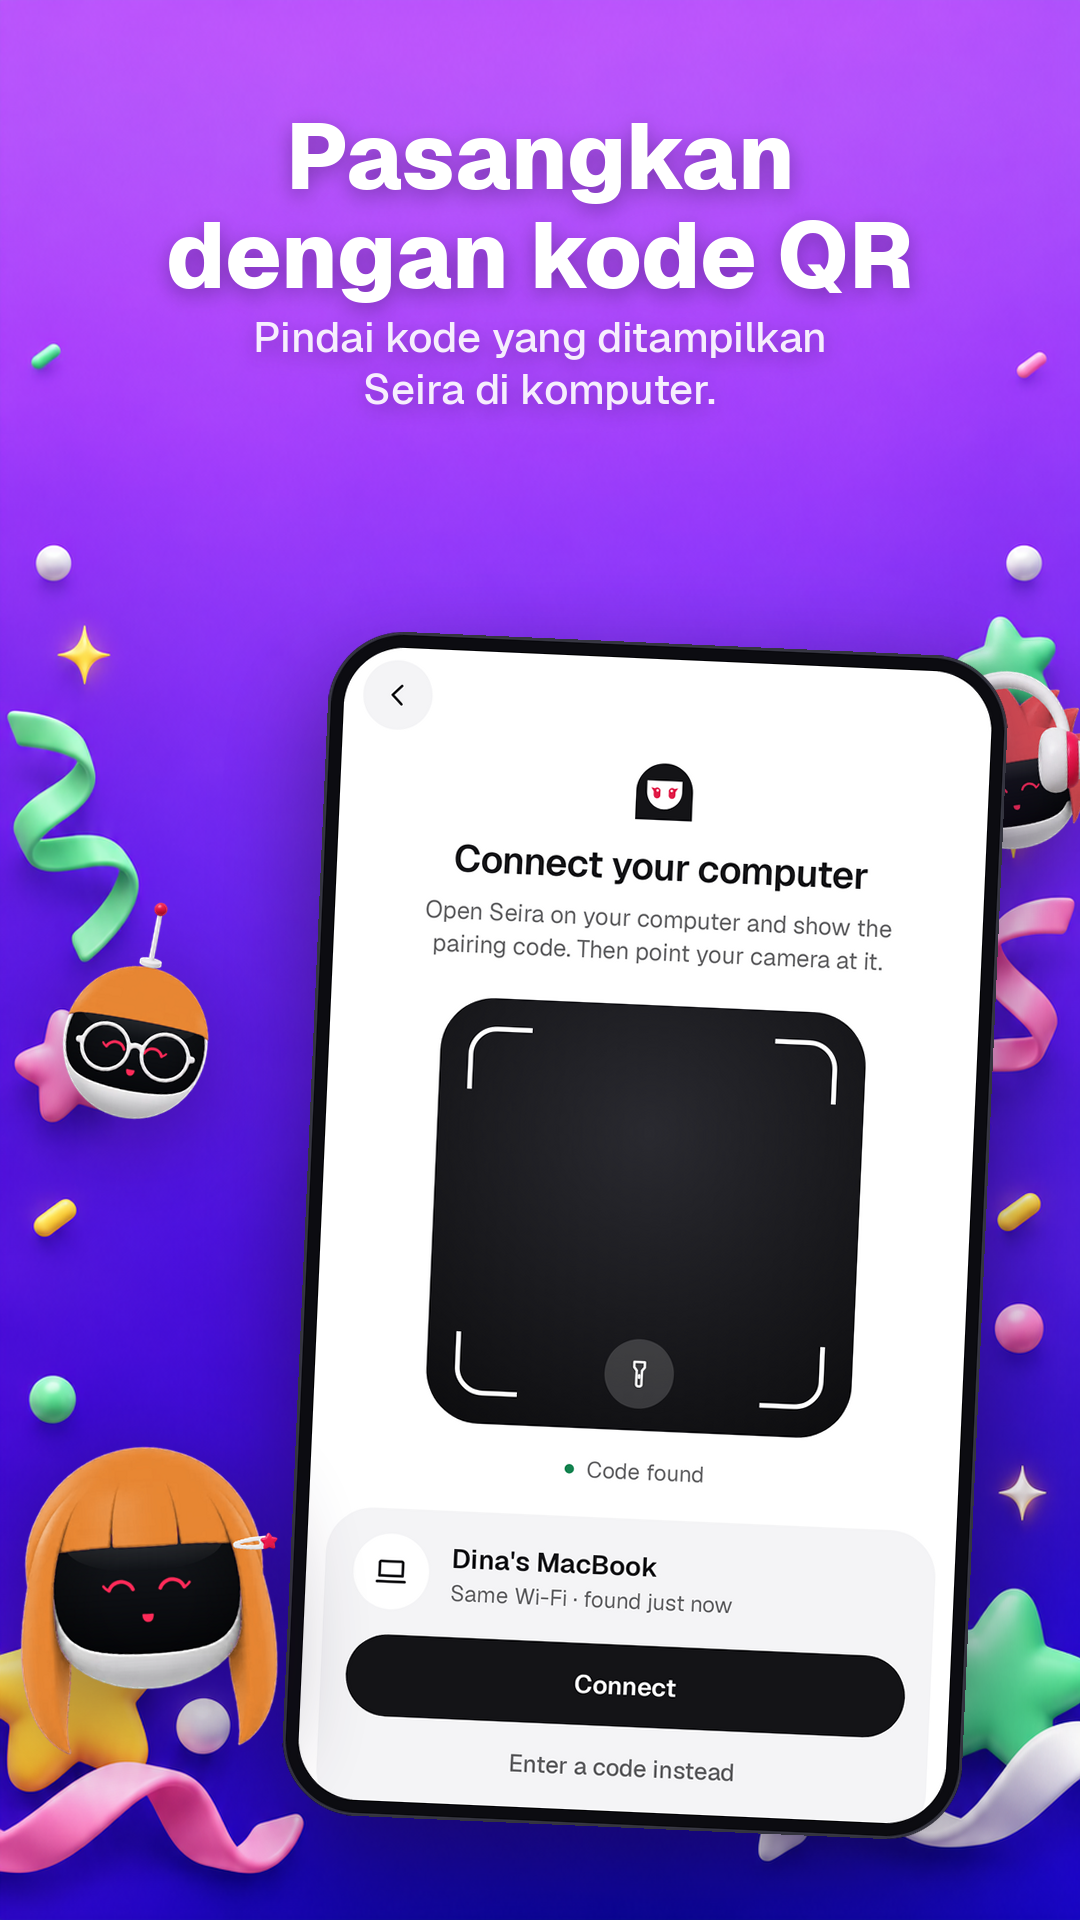 Pasangkan
dengan kode QR
Pindai kode yang ditampilkan
Seira di komputer.
Connect your computer
Open Seira on your computer and show the
pairing code. Then point your camera at it.
Code found
Dina's MacBook
Same Wi-Fi · found just now
Connect
Enter a code instead